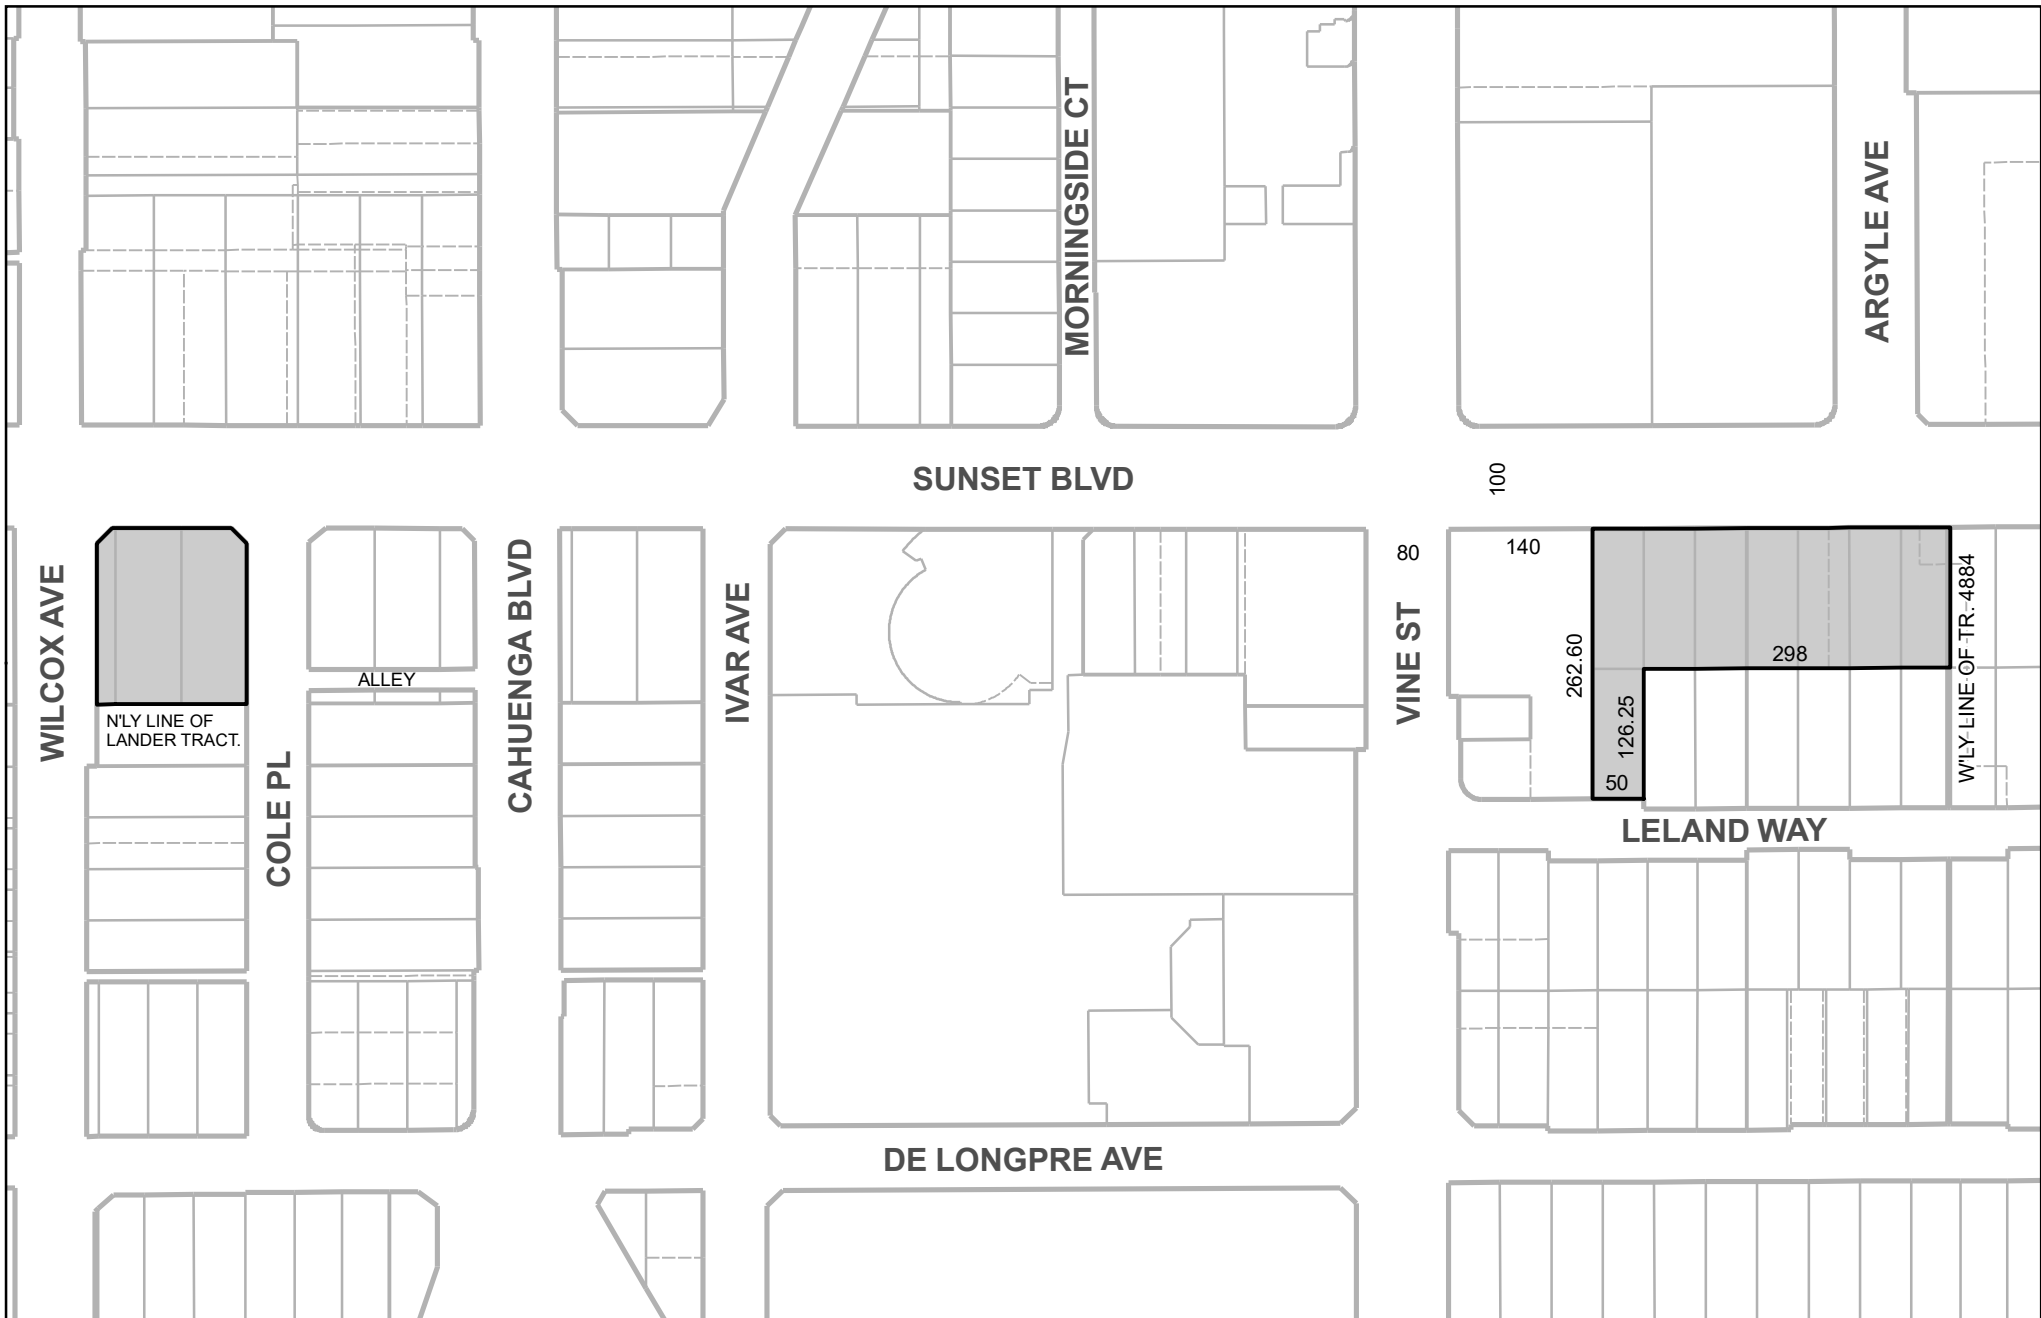 MORNINGSIDE CT
ARGYLE AVE
SUNSET BLVD
100
WILCOX AVE
N'LY LINE OF
LANDER TRACT.
COLE PL
ALLEY
CAHUENGA BLVD
IVAR AVE
80
VINE ST
140
262.60
126.25
50
298
W'LY LINE OF TR. 4884
LELAND WAY
DE LONGPRE AVE